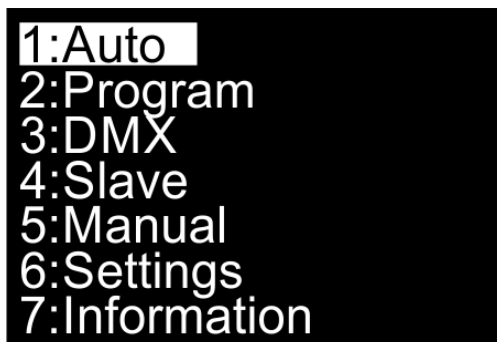 1:Auto
2:Program
3:DMX
4:Slave
5:Manual
6:Settings
7:Information